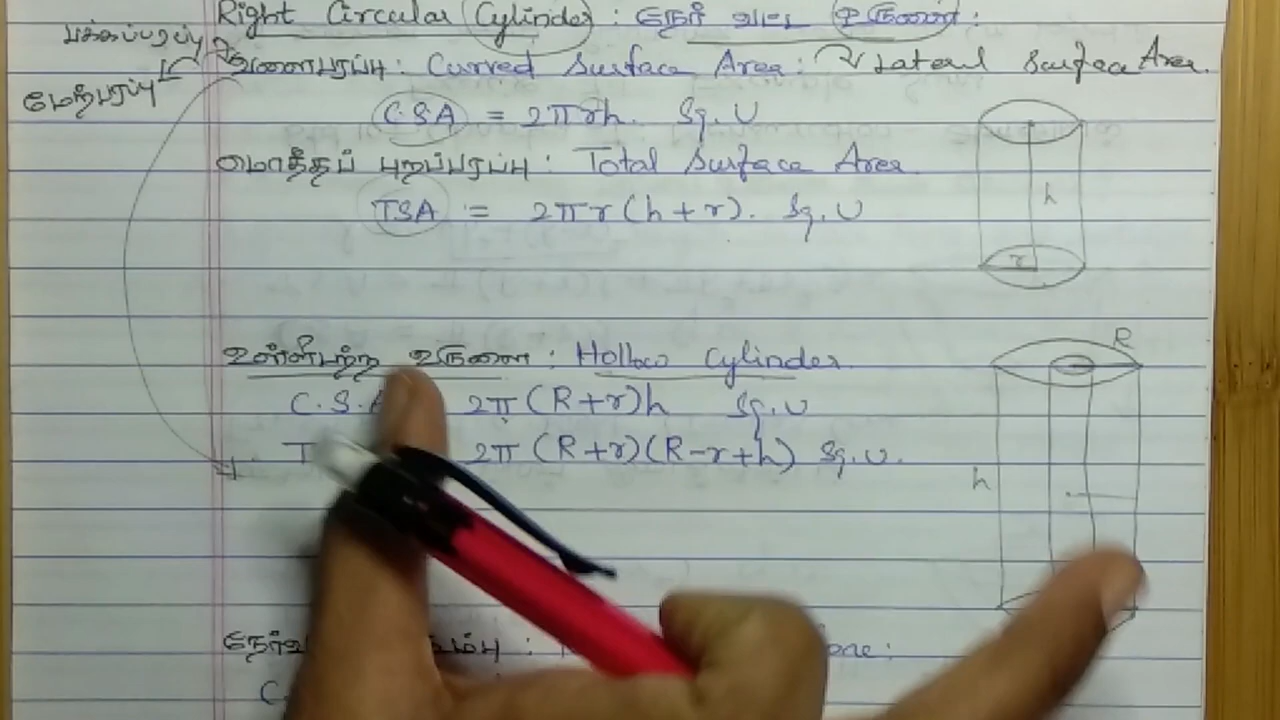 Right Circular Cylinder : நேர் வட்ட உருளை :
பக்கப்பரப்பு
வளைபரப்பு : Curved Surface Area : Lateral Surface Area.
மேற்பரப்பு
C.S.A = 2πrh. Sq. U
மொத்தப் புறப்பரப்பு : Total Surface Area.
TSA = 2πr (h + r). Sq. U
h
r
உள்ளீடற்ற உருளை : Hollow Cylinder.
R
C.S.A 2π (R+r)h Sq. U
T 2π (R+r)(R-r+h) Sq. U.
h